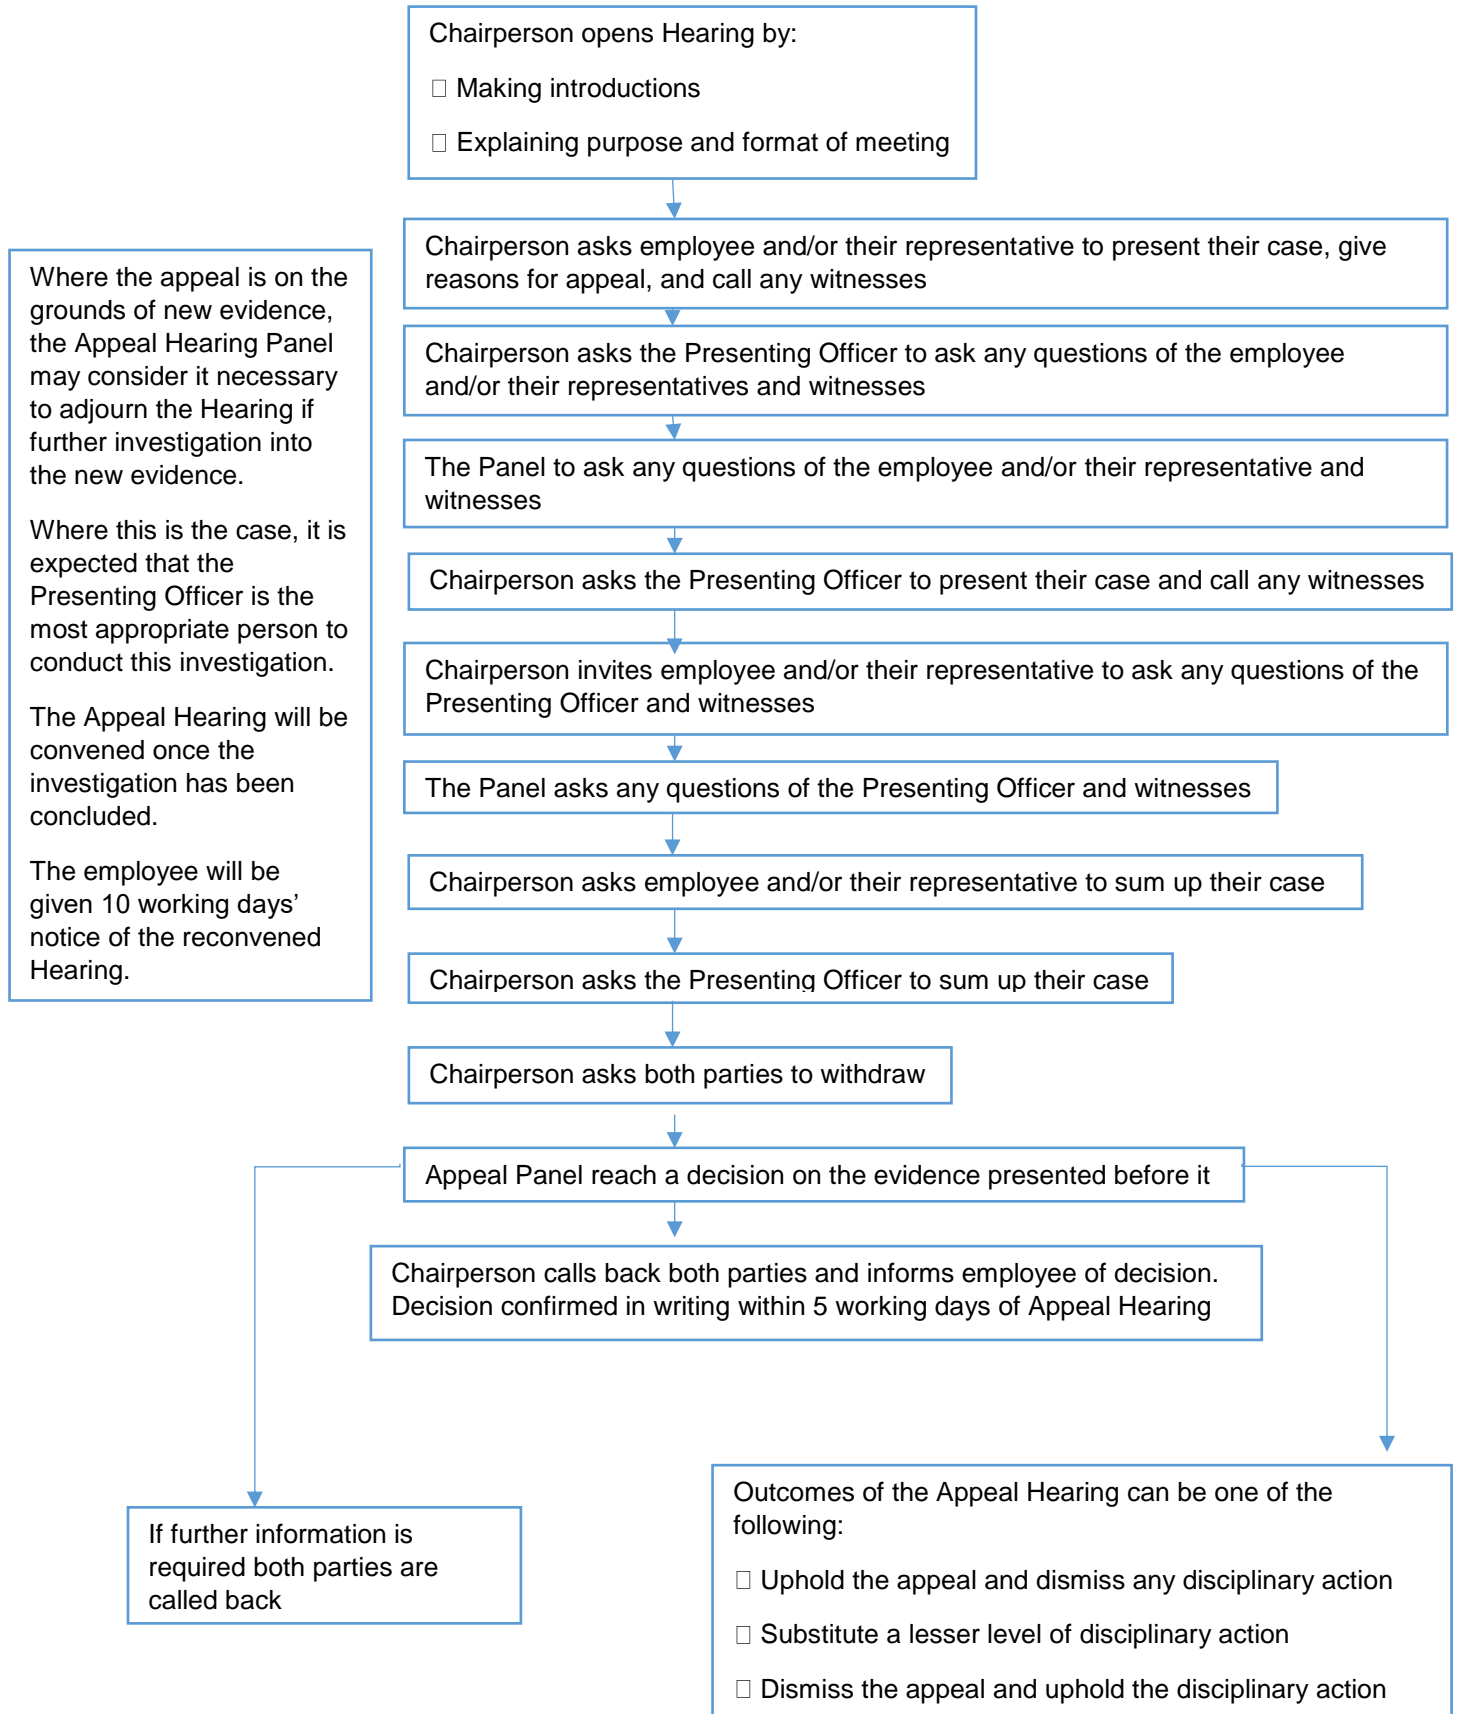 Chairperson opens Hearing by:
□ Making introductions
□ Explaining purpose and format of meeting
Chairperson asks employee and/or their representative to present their case, give
reasons for appeal, and call any witnesses
Where the appeal is on the
grounds of new evidence,
the Appeal Hearing Panel
may consider it necessary
to adjourn the Hearing if
further investigation into
the new evidence.
Where this is the case, it is
expected that the
Presenting Officer is the
most appropriate person to
conduct this investigation.
The Appeal Hearing will be
convened once the
investigation has been
concluded.
The employee will be
given 10 working days’
notice of the reconvened
Hearing.
Chairperson asks the Presenting Officer to ask any questions of the employee
and/or their representatives and witnesses
The Panel to ask any questions of the employee and/or their representative and
witnesses
Chairperson asks the Presenting Officer to present their case and call any witnesses
Chairperson invites employee and/or their representative to ask any questions of the
Presenting Officer and witnesses
The Panel asks any questions of the Presenting Officer and witnesses
Chairperson asks employee and/or their representative to sum up their case
Chairperson asks the Presenting Officer to sum up their case
Chairperson asks both parties to withdraw
Appeal Panel reach a decision on the evidence presented before it
Chairperson calls back both parties and informs employee of decision.
Decision confirmed in writing within 5 working days of Appeal Hearing
If further information is
required both parties are
called back
Outcomes of the Appeal Hearing can be one of the
following:
□ Uphold the appeal and dismiss any disciplinary action
□ Substitute a lesser level of disciplinary action
□ Dismiss the appeal and uphold the disciplinary action